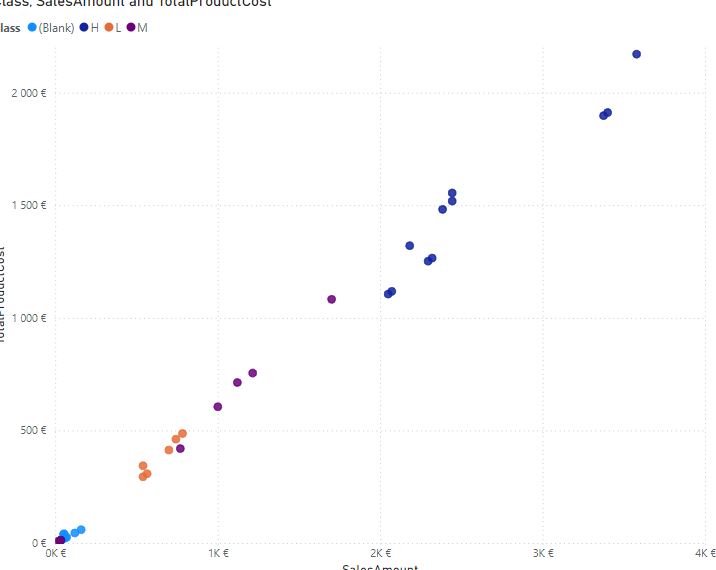 Class, SalesAmount and TotalProductCost
lass (Blank) H L M
2 000 €
1 500 €
1 000 €
500 €
0 €
TotalProductCost
0K € 1K € 2K € 3K € 4K €
SalesAmount